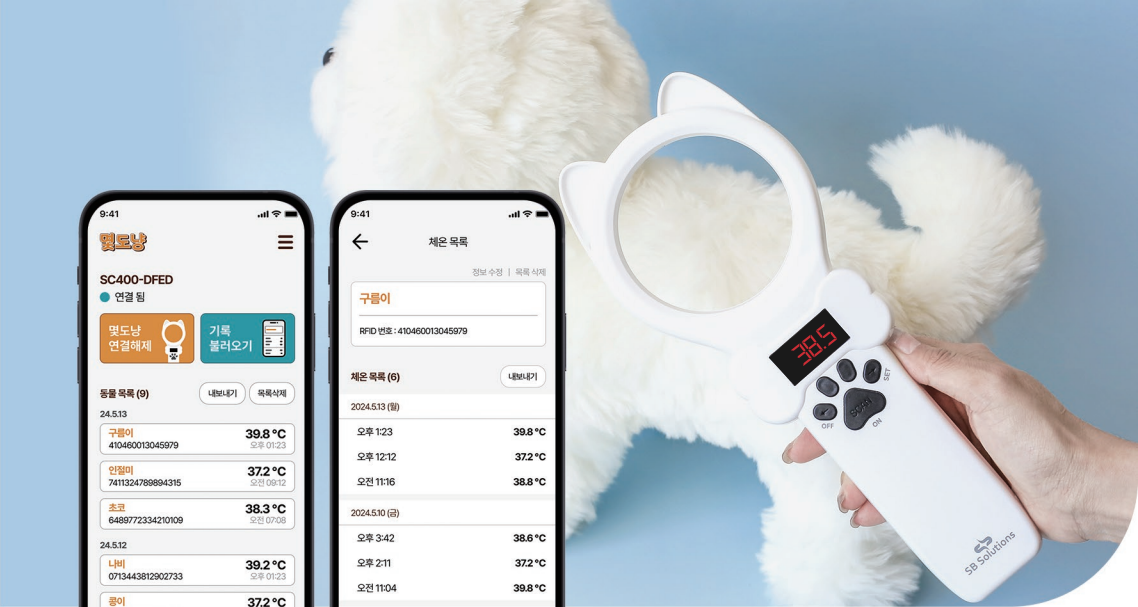 9:41
몇도냥
SC400-DFED
연결 됨
몇도냥
연결해제
기록
불러오기
동물 목록 (9)
내보내기
목록삭제
24.5.13
구름이
39.8 °C
410460013045979
오후 01:23
인절미
37.2 °C
7411324789894315
오전 09:12
초코
38.3 °C
6489772334210109
오전 07:08
24.5.12
나비
39.2 °C
0713443812902733
오후 01:23
콩이
37.2 °C
9:41
체온 목록
정보 수정 | 목록 삭제
구름이
RFID 번호 : 410460013045979
체온 목록 (6)
내보내기
2024.5.13 (월)
오후 1:23 39.8 °C
오후 12:12 37.2 °C
오전 11:16 38.8 °C
2024.5.10 (금)
오후 3:42 38.6 °C
오후 2:11 37.2 °C
오전 11:04 39.8 °C
38.5
SET
SCAN
OFF
ON
SB Solutions